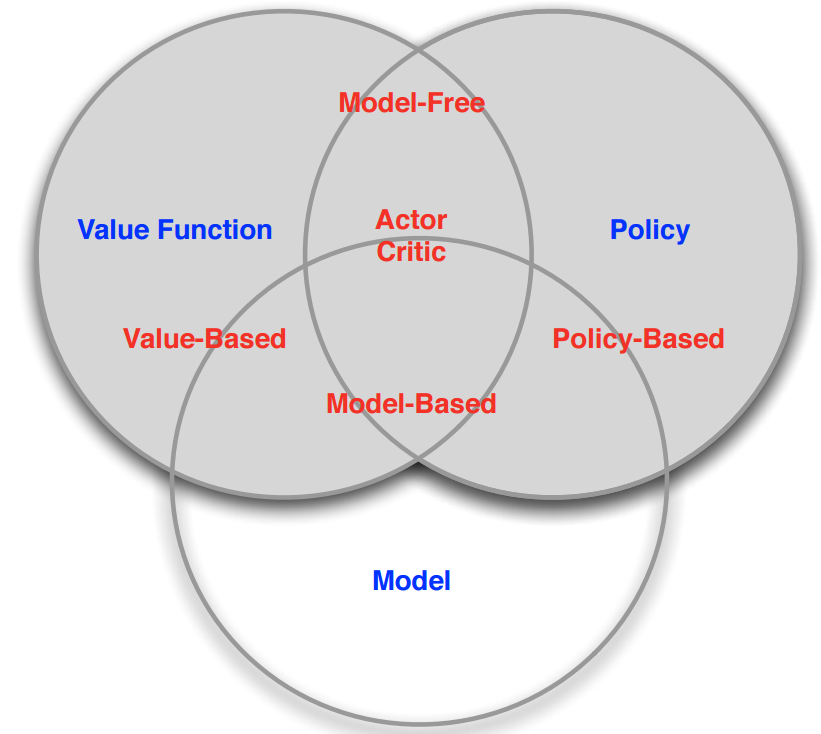 Model-Free
Value Function
Actor
Critic
Policy
Value-Based
Policy-Based
Model-Based
Model